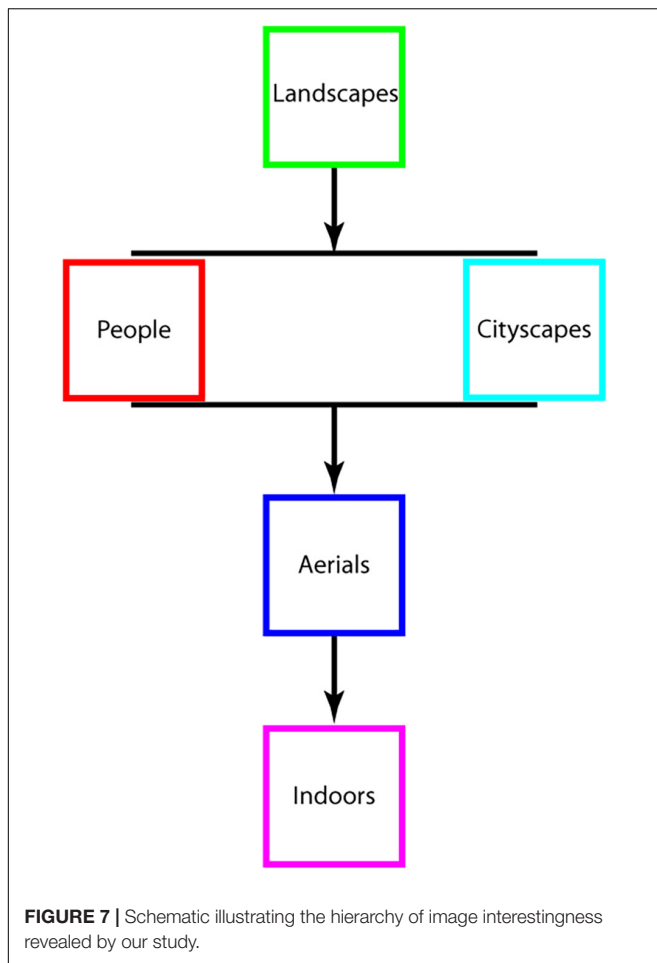 Landscapes
People
Cityscapes
Aerials
Indoors
FIGURE 7 | Schematic illustrating the hierarchy of image interestingness
revealed by our study.